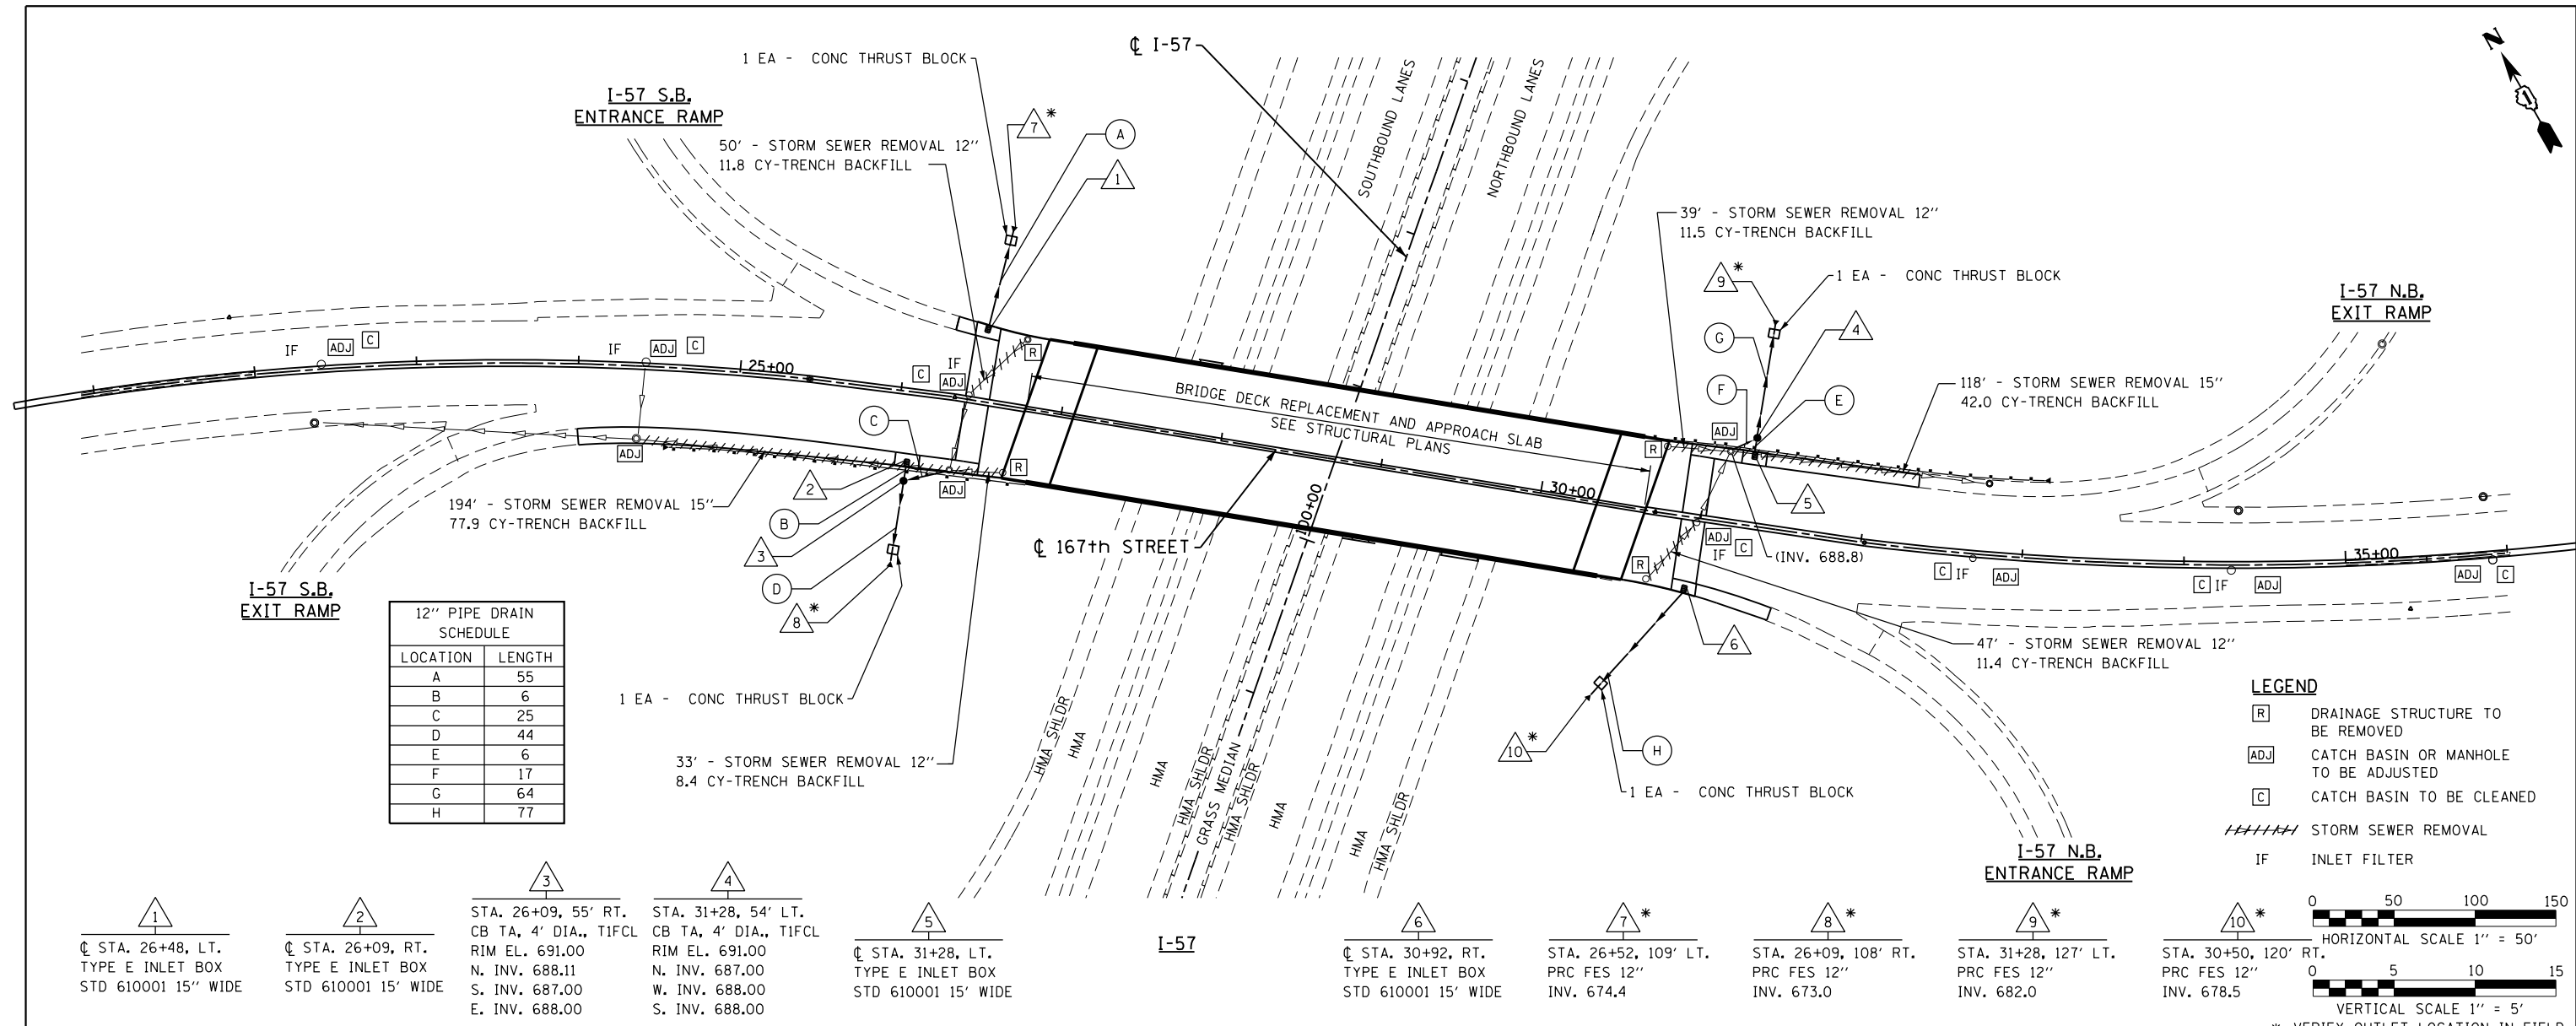 ℄ I-57
N
1 EA - CONC THRUST BLOCK
I-57 S.B.
ENTRANCE RAMP
7 *
A
50' - STORM SEWER REMOVAL 12"
11.8 CY-TRENCH BACKFILL
1
SOUTHBOUND LANES
NORTHBOUND LANES
39' - STORM SEWER REMOVAL 12"
11.5 CY-TRENCH BACKFILL
9 *
1 EA - CONC THRUST BLOCK
4
G
I-57 N.B.
EXIT RAMP
IF ADJ C
IF ADJ C
25+00
C IF
ADJ
R
BRIDGE DECK REPLACEMENT AND APPROACH SLAB
SEE STRUCTURAL PLANS
F
E
118' - STORM SEWER REMOVAL 15"
42.0 CY-TRENCH BACKFILL
C
ADJ
R
ADJ
ADJ
R
2
5
30+00
194' - STORM SEWER REMOVAL 15"
77.9 CY-TRENCH BACKFILL
B
3
100+00
℄ 167th STREET
R
ADJ
IF C
(INV. 688.8)
35+00
C IF ADJ
C IF ADJ
ADJ C
D
8 *
I-57 S.B.
EXIT RAMP
6
47' - STORM SEWER REMOVAL 12"
11.4 CY-TRENCH BACKFILL
12" PIPE DRAIN
SCHEDULE
LOCATION LENGTH
A 55
B 6
C 25
D 44
E 6
F 17
G 64
H 77
1 EA - CONC THRUST BLOCK
33' - STORM SEWER REMOVAL 12"
8.4 CY-TRENCH BACKFILL
HMA SHLDR
HMA
HMA
HMA SHLDR
GRASS MEDIAN
HMA SHLDR
HMA
HMA
HMA SHLDR
10 *
H
1 EA - CONC THRUST BLOCK
LEGEND
R DRAINAGE STRUCTURE TO
BE REMOVED
ADJ CATCH BASIN OR MANHOLE
TO BE ADJUSTED
C CATCH BASIN TO BE CLEANED
STORM SEWER REMOVAL
IF INLET FILTER
I-57 N.B.
ENTRANCE RAMP
1
℄ STA. 26+48, LT.
TYPE E INLET BOX
STD 610001 15" WIDE
2
℄ STA. 26+09, RT.
TYPE E INLET BOX
STD 610001 15' WIDE
3
STA. 26+09, 55' RT.
CB TA, 4' DIA., T1FCL
RIM EL. 691.00
N. INV. 688.11
S. INV. 687.00
E. INV. 688.00
4
STA. 31+28, 54' LT.
CB TA, 4' DIA., T1FCL
RIM EL. 691.00
N. INV. 687.00
W. INV. 688.00
S. INV. 688.00
5
℄ STA. 31+28, LT.
TYPE E INLET BOX
STD 610001 15' WIDE
I-57
6
℄ STA. 30+92, RT.
TYPE E INLET BOX
STD 610001 15' WIDE
7 *
STA. 26+52, 109' LT.
PRC FES 12"
INV. 674.4
8 *
STA. 26+09, 108' RT.
PRC FES 12"
INV. 673.0
9 *
STA. 31+28, 127' LT.
PRC FES 12"
INV. 682.0
10 *
STA. 30+50, 120' RT.
PRC FES 12"
INV. 678.5
0 50 100 150
HORIZONTAL SCALE 1" = 50'
0 5 10 15
VERTICAL SCALE 1" = 5'
* VERIFY OUTLET LOCATION IN FIELD